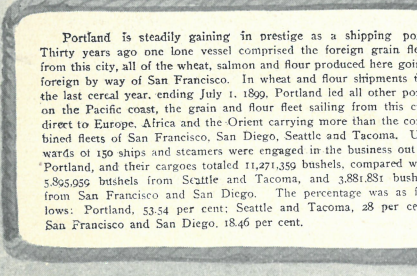 Portland is steadily gaining in prestige as a shipping po
Thirty years ago one lone vessel comprised the foreign grain fle
from this city, all of the wheat, salmon and flour produced here goi
foreign by way of San Francisco. In wheat and flour shipments
the last cereal year, ending July 1, 1899, Portland led all other po
on the Pacific coast, the grain and flour fleet sailing from this c
direct to Europe, Africa and the Orient carrying more than the co
bined fleets of San Francisco, San Diego, Seattle and Tacoma. U
wards of 150 ships and steamers were engaged in the business out
Portland, and their cargoes totaled 11,271,359 bushels, compared w
5,895,959 bushels from Seattle and Tacoma, and 3,881,881 bush
from San Francisco and San Diego. The percentage was as f
lows: Portland, 53.54 per cent; Seattle and Tacoma, 28 per ce
San Francisco and San Diego, 18.46 per cent.